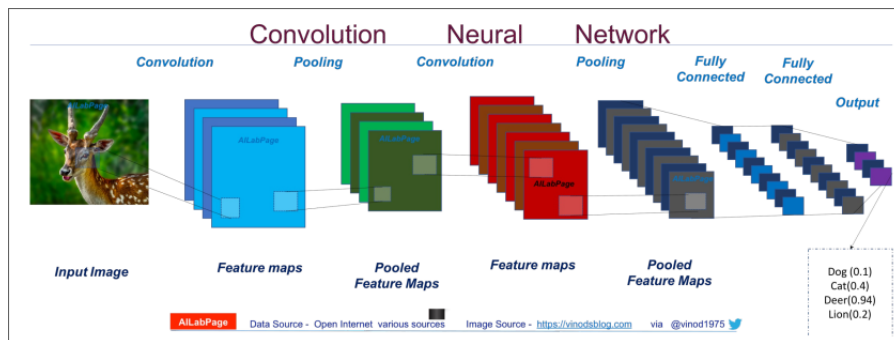 Convolution Neural Network
Convolution Pooling Convolution Pooling Fully Connected Fully Connected Output
AILabPage
AILabPage
AILabPage
AILabPage
AILabPage
Input Image Feature maps Pooled Feature Maps Feature maps Pooled Feature Maps
Dog (0.1)
Cat(0.4)
Deer(0.94)
Lion(0.2)
AILabPage Data Source - Open Internet various sources Image Source - https://vinodsblog.com via @vinod1975